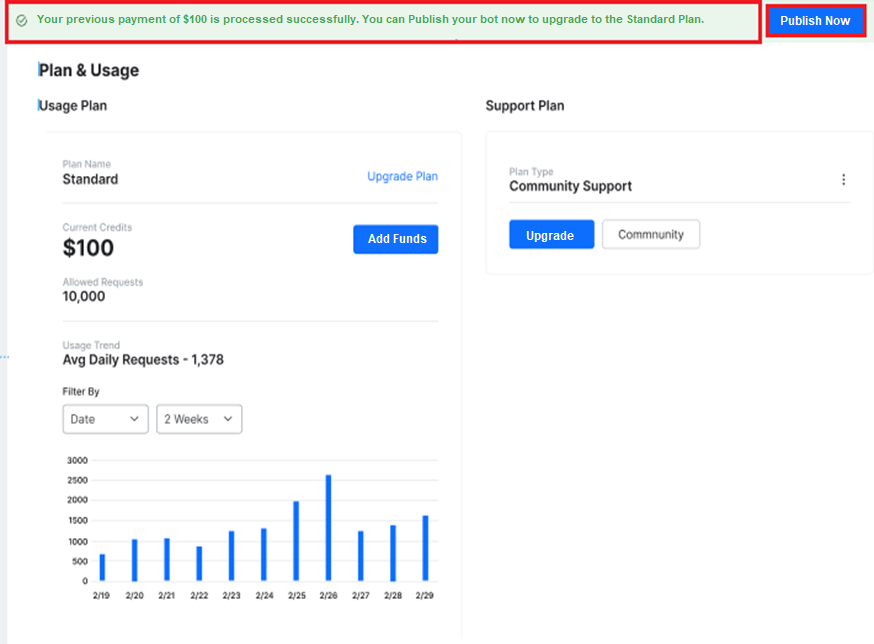 Your previous payment of $100 is processed successfully. You can Publish your bot now to upgrade to the Standard Plan.
Publish Now
Plan & Usage
Usage Plan
Support Plan
Plan Name
Standard
Upgrade Plan
Plan Type
Community Support
Current Credits
$100
Add Funds
Upgrade
Commnunity
Allowed Requests
10,000
Usage Trend
Avg Daily Requests - 1,378
Filter By
Date
2 Weeks
3000
2500
2000
1500
1000
500
0
2/19 2/20 2/21 2/22 2/23 2/24 2/25 2/26 2/27 2/28 2/29